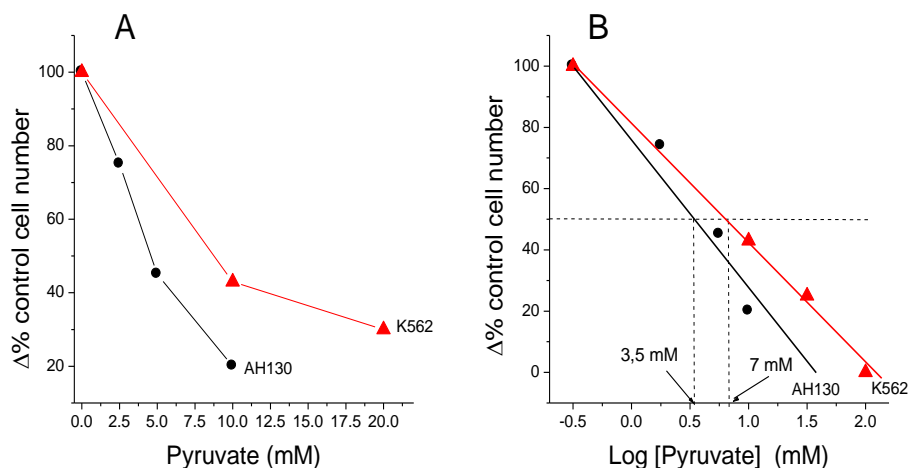 A
Δ% control cell number
100
80
60
40
20
K562
AH130
0.0 2.5 5.0 7.5 10.0 12.5 15.0 17.5 20.0
Pyruvate (mM)
B
Δ% control cell number
100
80
60
40
20
0
3,5 mM
7 mM
AH130
K562
-0.5 0.0 0.5 1.0 1.5 2.0
Log [Pyruvate] (mM)